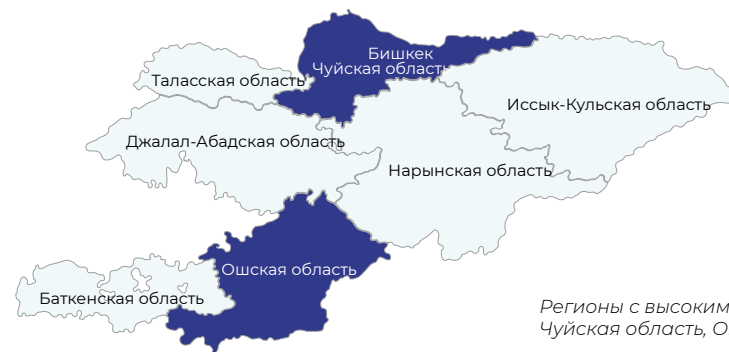 Бишкек
Чуйская область
Таласская область
Иссык-Кульская область
Джалал-Абадская область
Нарынская область
Ошская область
Баткенская область
Регионы с высоким
Чуйская область, О